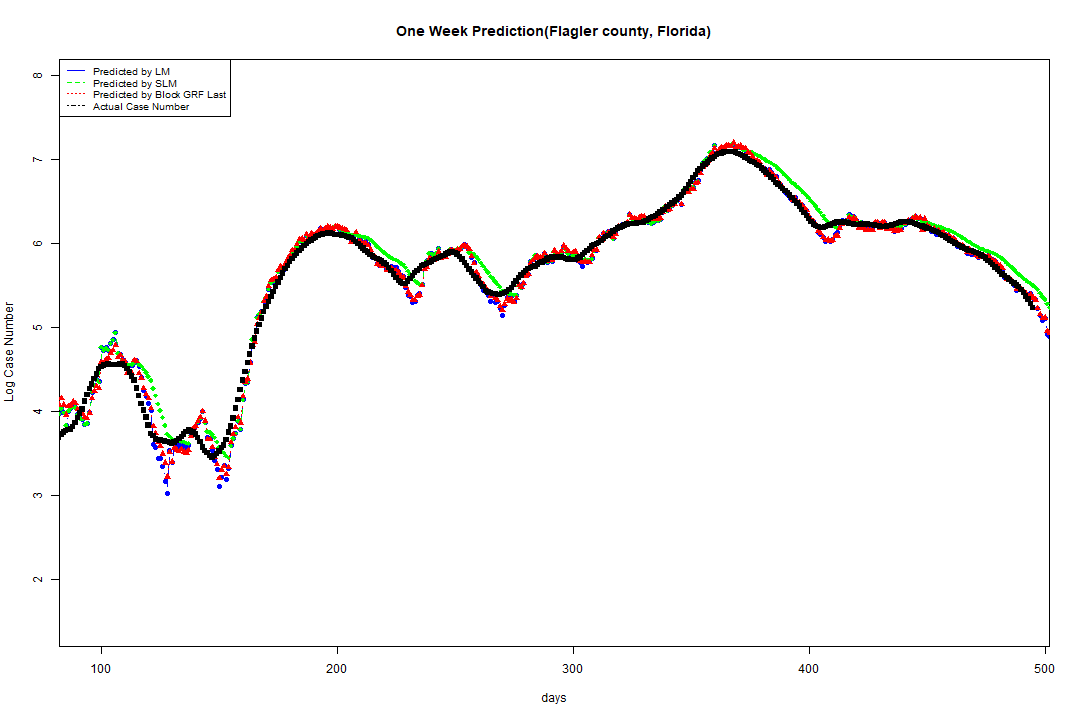 One Week Prediction(Flagler county, Florida)
Predicted by LM
Predicted by SLM
Predicted by Block GRF Last
Actual Case Number
8
7
6
5
4
3
2
Log Case Number
100 200 300 400 500
days